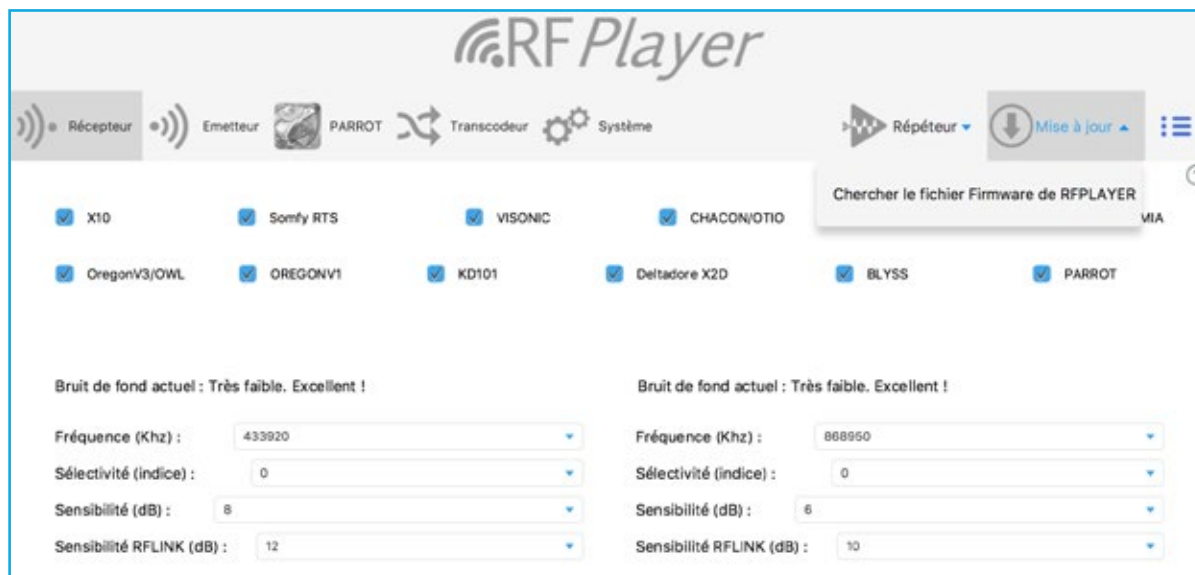 RFPlayer
Récepteur Emetteur PARROT Transcodeur Système Répéteur Mise à jour
Chercher le fichier Firmware de RFPLAYER
X10 Somfy RTS VISONIC CHACON/OTIO MIA
OregonV3/OWL OREGONV1 KD101 Deltadore X2D BLYSS PARROT
Bruit de fond actuel : Très faible. Excellent ! Bruit de fond actuel : Très faible. Excellent !
Fréquence (Khz) : 433920 Fréquence (Khz) : 868950
Sélectivité (indice) : 0 Sélectivité (indice) : 0
Sensibilité (dB) : 8 Sensibilité (dB) : 6
Sensibilité RFLINK (dB) : 12 Sensibilité RFLINK (dB) : 10